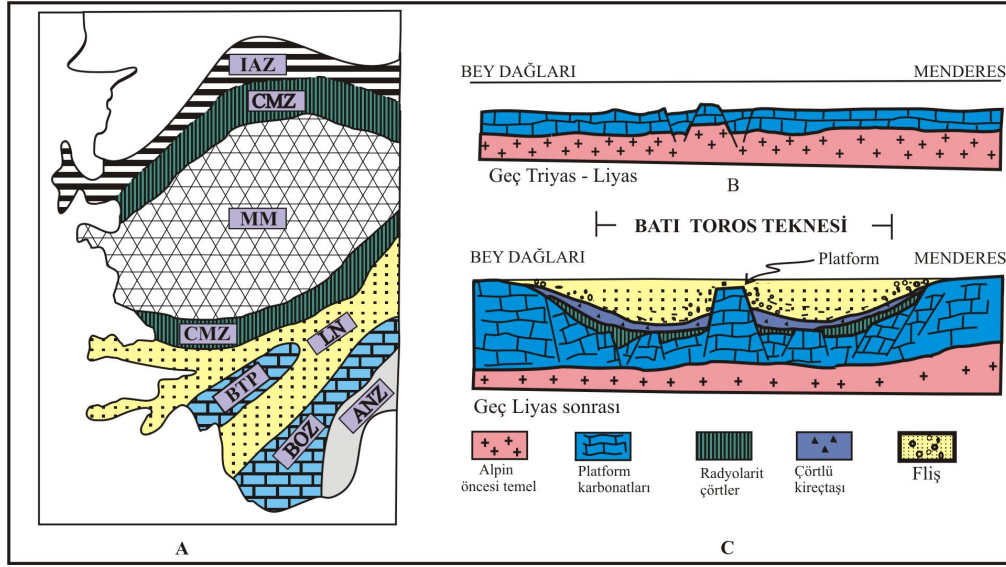 IAZ
CMZ
MM
CMZ
LN
BTP
BOZ
ANZ
A
BEY DAĞLARI
MENDERES
Geç Triyas - Liyas
B
BATI TOROS TEKNESİ
BEY DAĞLARI
Platform
MENDERES
Geç Liyas sonrası
Alpin
öncesi temel
Platform
karbonatları
Radyolarit
çörtler
Çörtlü
kireçtaşı
Fliş
C